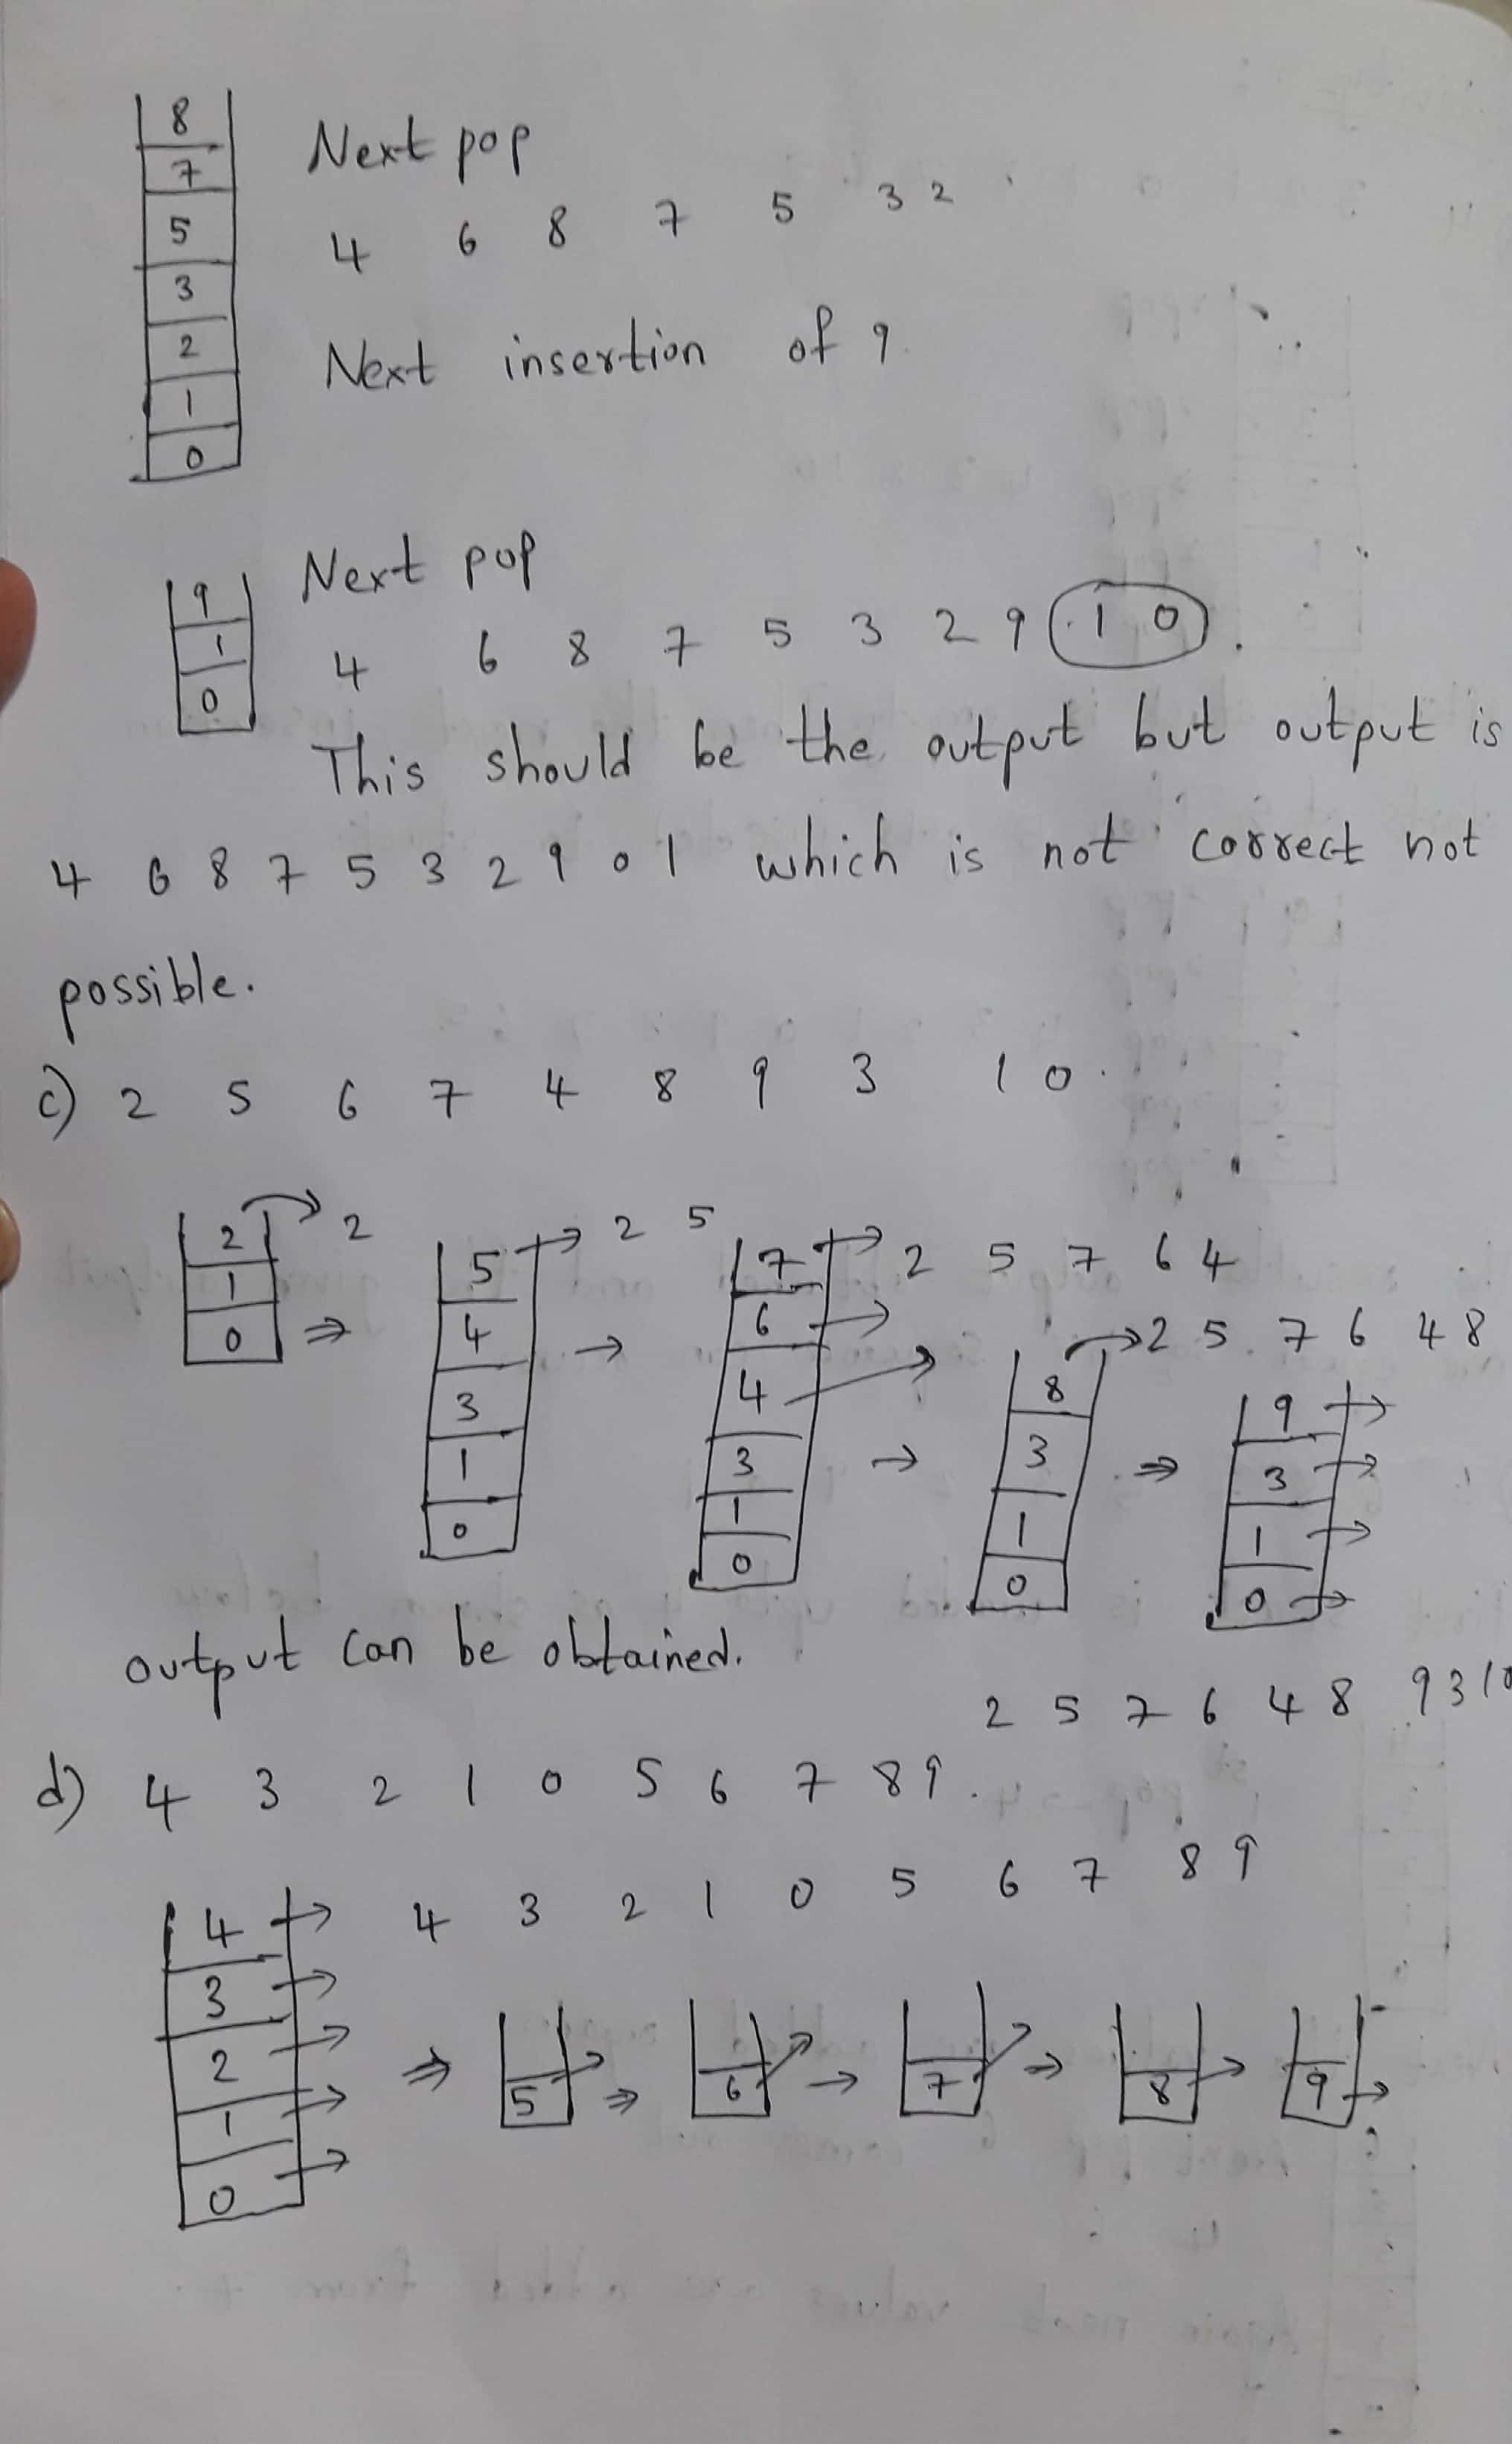 8
7
5
3
2
1
0
Next pop
4 6 8 7 5 3 2
Next insertion of 9.
9
1
0
Next pop
4 6 8 7 5 3 2 9 1 0.
This should be the output but output is
4 6 8 7 5 3 2 9 0 1 which is not correct not
possible.
c) 2 5 6 7 4 8 9 3 1 0.
2 → 2
1
0 ⇒
5 → 2 5
4
3
1
0
→
7 → 2 5 7 6 4
6 →
4 →
3
1
0
→
8 → 2 5 7 6 4 8
3
1
0
⇒
9 →
3 →
1 →
0 →
output can be obtained.
2 5 7 6 4 8 9 3 1 0
d) 4 3 2 1 0 5 6 7 8 9.
4 3 2 1 0 5 6 7 8 9
4 →
3 →
2 →
1 →
0 →
⇒ 5 → ⇒ 6 → → 7 → ⇒ 8 → 9 →